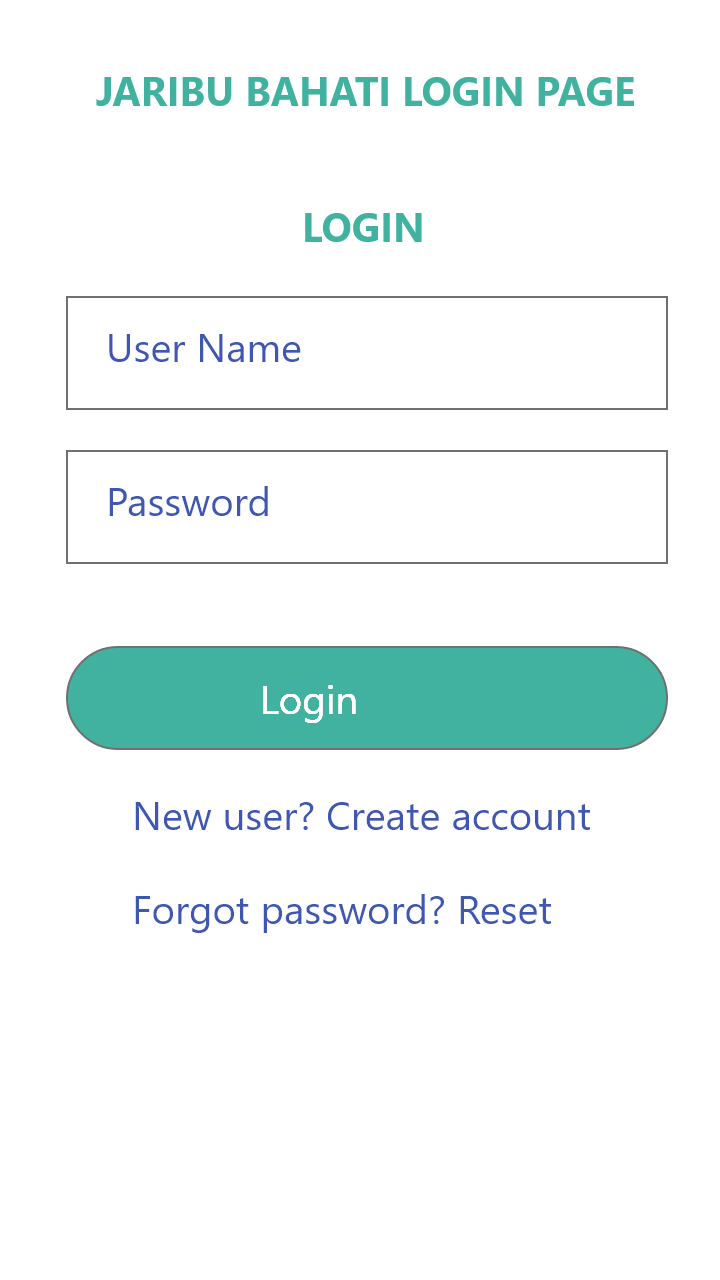 JARIBU BAHATI LOGIN PAGE
LOGIN
User Name
Password
Login
New user? Create account
Forgot password? Reset